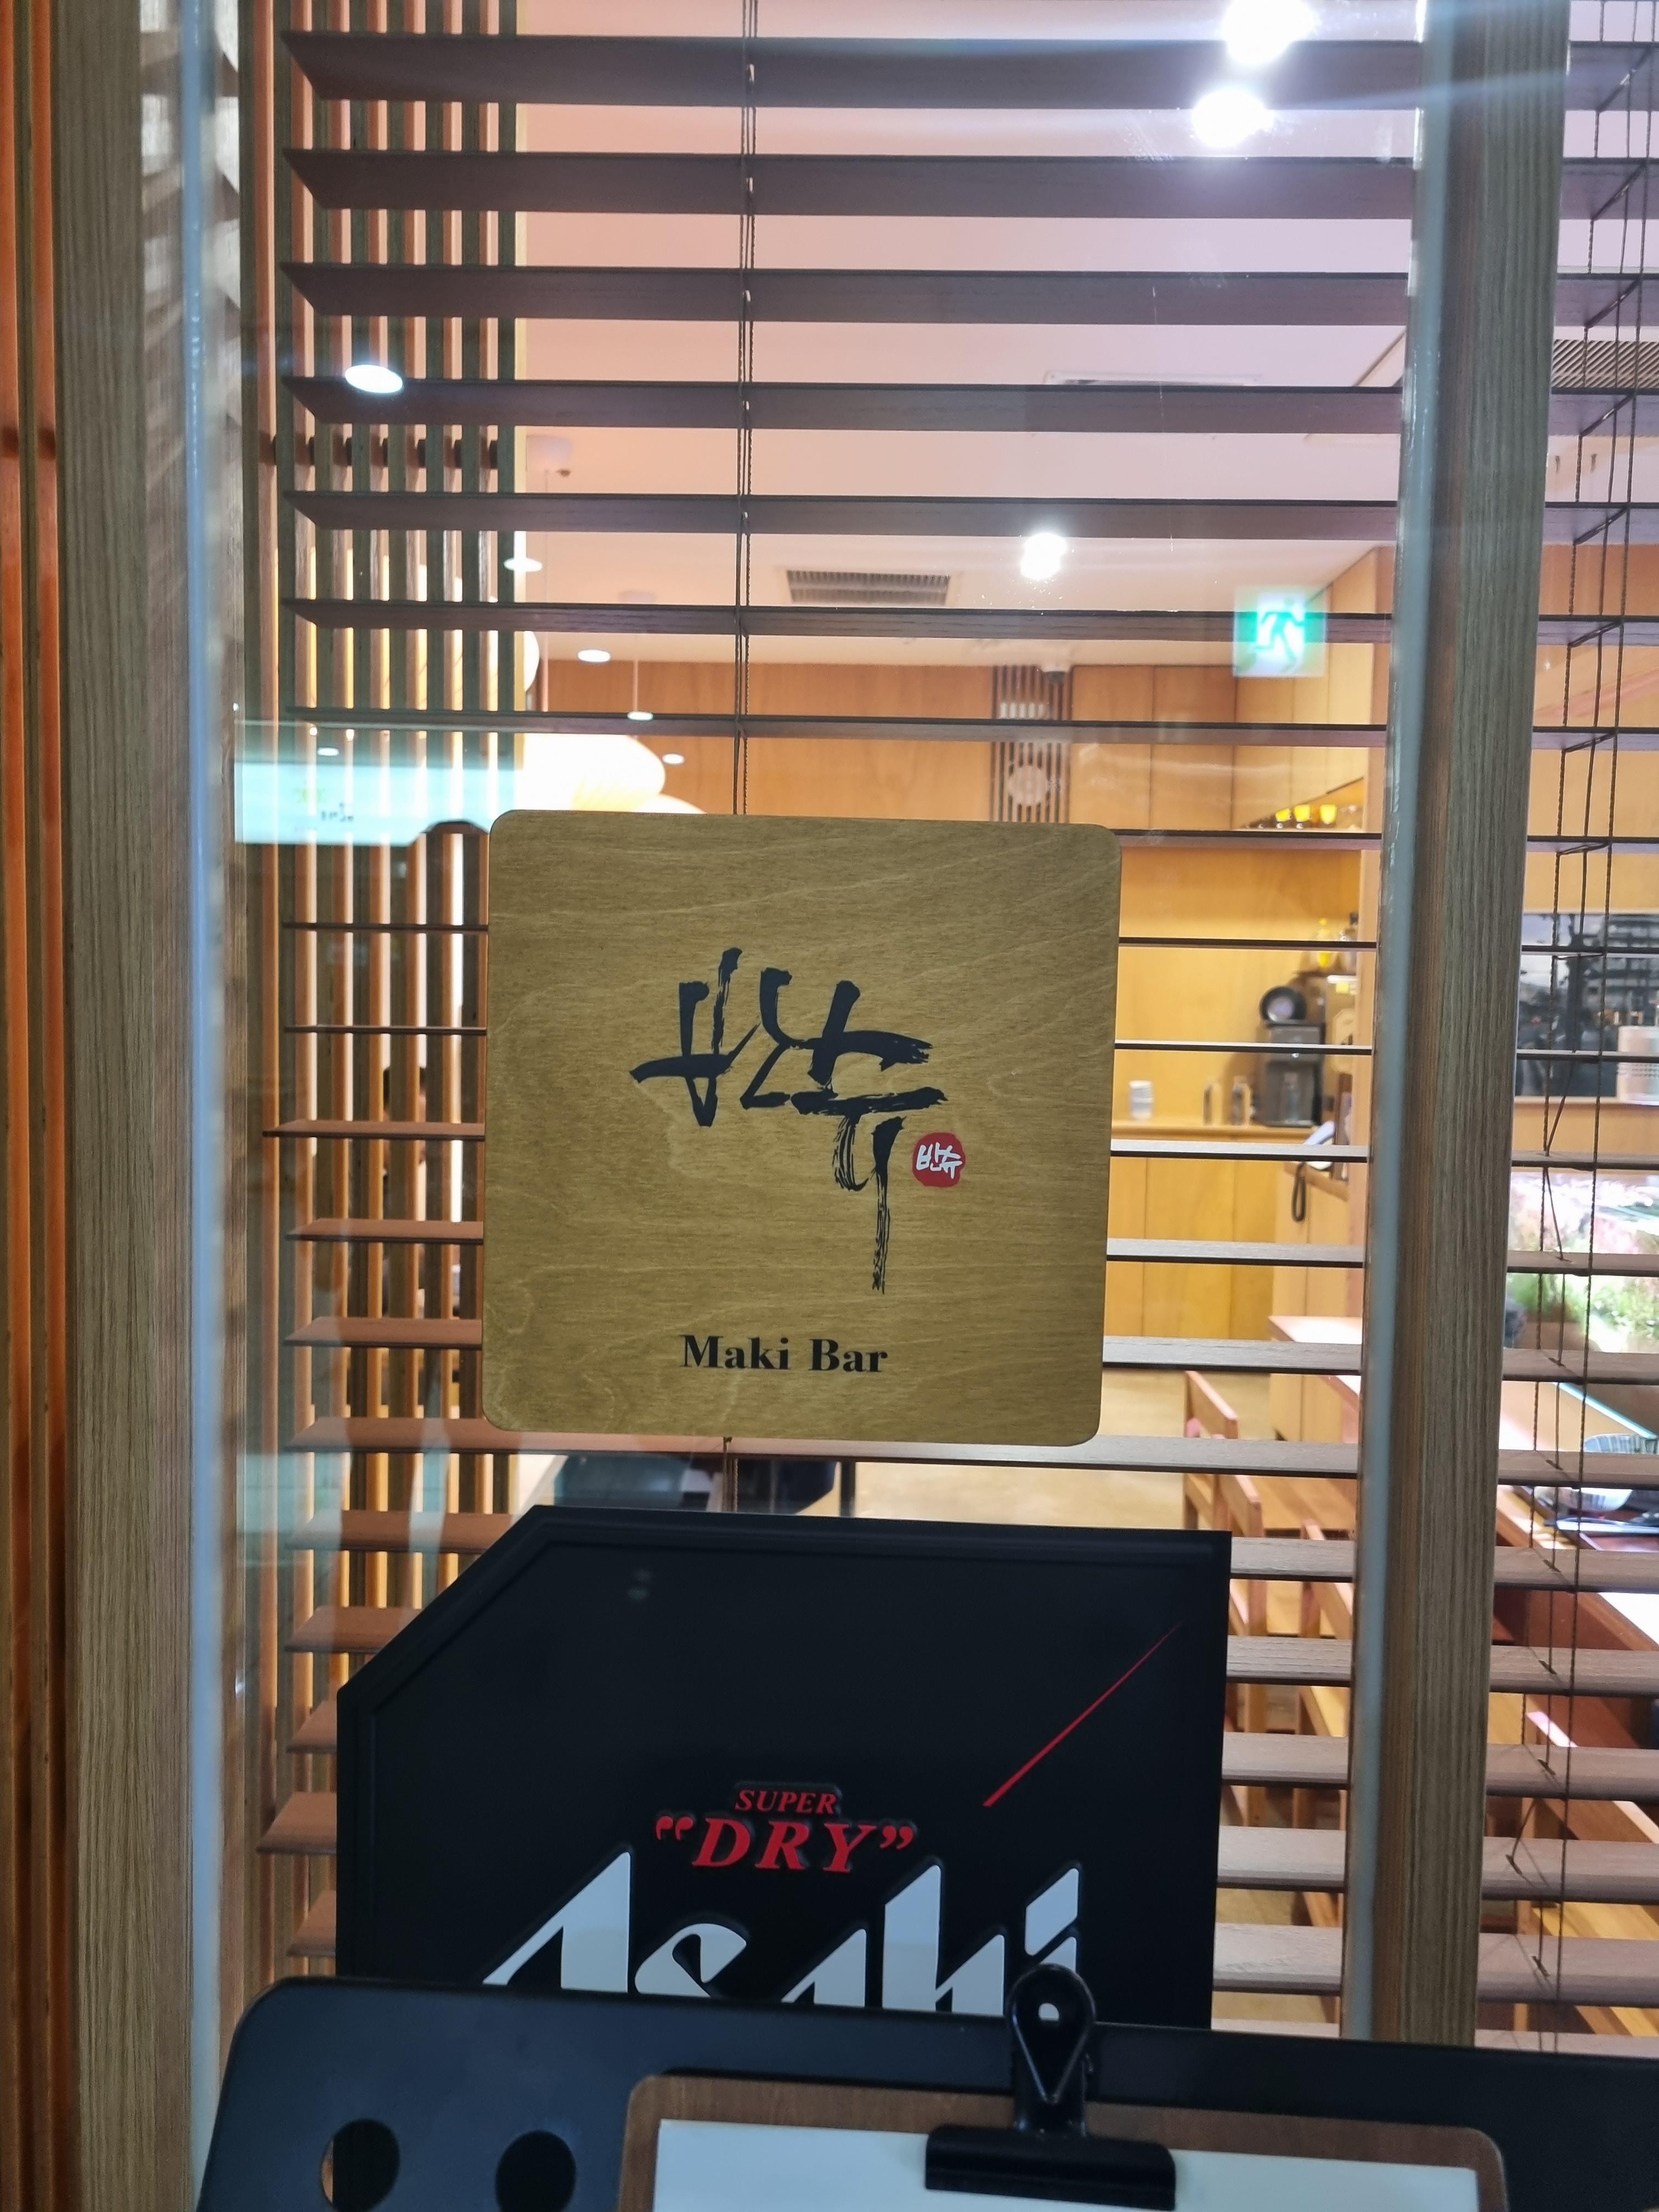 반슈
반슈
Maki Bar
SUPER
"DRY"
Asahi